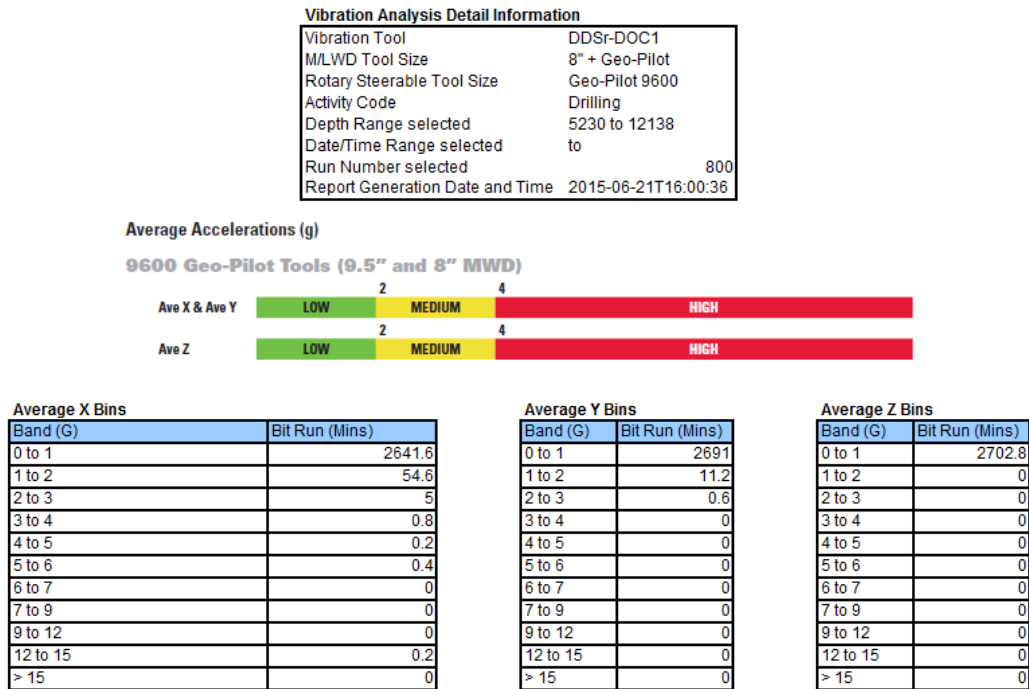 Vibration Analysis Detail Information
Vibration Tool DDSr-DOC1
M/LWD Tool Size 8" + Geo-Pilot
Rotary Steerable Tool Size Geo-Pilot 9600
Activity Code Drilling
Depth Range selected 5230 to 12138
Date/Time Range selected to
Run Number selected 800
Report Generation Date and Time 2015-06-21T16:00:36
Average Accelerations (g)
9600 Geo-Pilot Tools (9.5" and 8" MWD)
2 4
Ave X & Ave Y LOW MEDIUM HIGH
2 4
Ave Z LOW MEDIUM HIGH
Average X Bins
Band (G) Bit Run (Mins)
0 to 1 2641.6
1 to 2 54.6
2 to 3 5
3 to 4 0.8
4 to 5 0.2
5 to 6 0.4
6 to 7 0
7 to 9 0
9 to 12 0
12 to 15 0.2
> 15 0
Average Y Bins
Band (G) Bit Run (Mins)
0 to 1 2691
1 to 2 11.2
2 to 3 0.6
3 to 4 0
4 to 5 0
5 to 6 0
6 to 7 0
7 to 9 0
9 to 12 0
12 to 15 0
> 15 0
Average Z Bins
Band (G) Bit Run (Mins)
0 to 1 2702.8
1 to 2 0
2 to 3 0
3 to 4 0
4 to 5 0
5 to 6 0
6 to 7 0
7 to 9 0
9 to 12 0
12 to 15 0
> 15 0